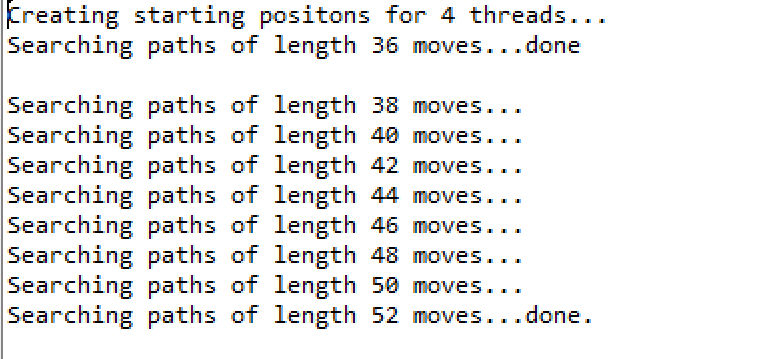 Creating starting positons for 4 threads...
Searching paths of length 36 moves...done
Searching paths of length 38 moves...
Searching paths of length 40 moves...
Searching paths of length 42 moves...
Searching paths of length 44 moves...
Searching paths of length 46 moves...
Searching paths of length 48 moves...
Searching paths of length 50 moves...
Searching paths of length 52 moves...done.